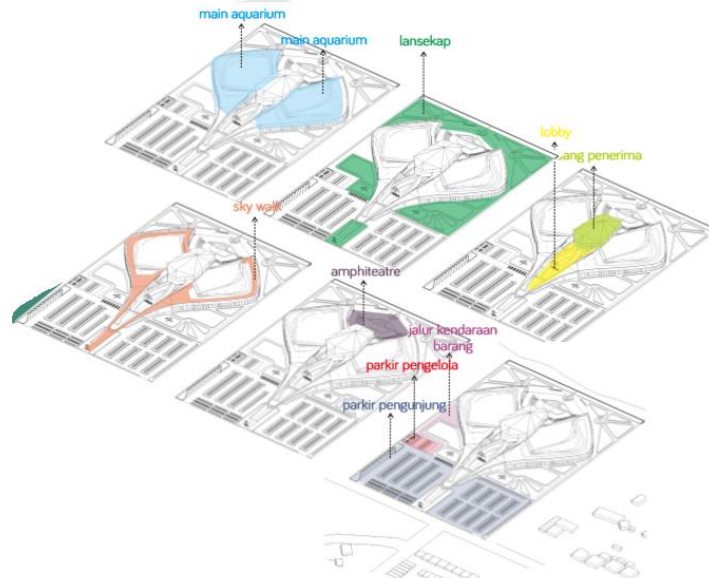 main aquarium
main aquarium
lansekap
lobby
ang penerima
sky walk
amphiteatre
jalur kendaraan
barang
parkir pengelola
parkir pengunjung